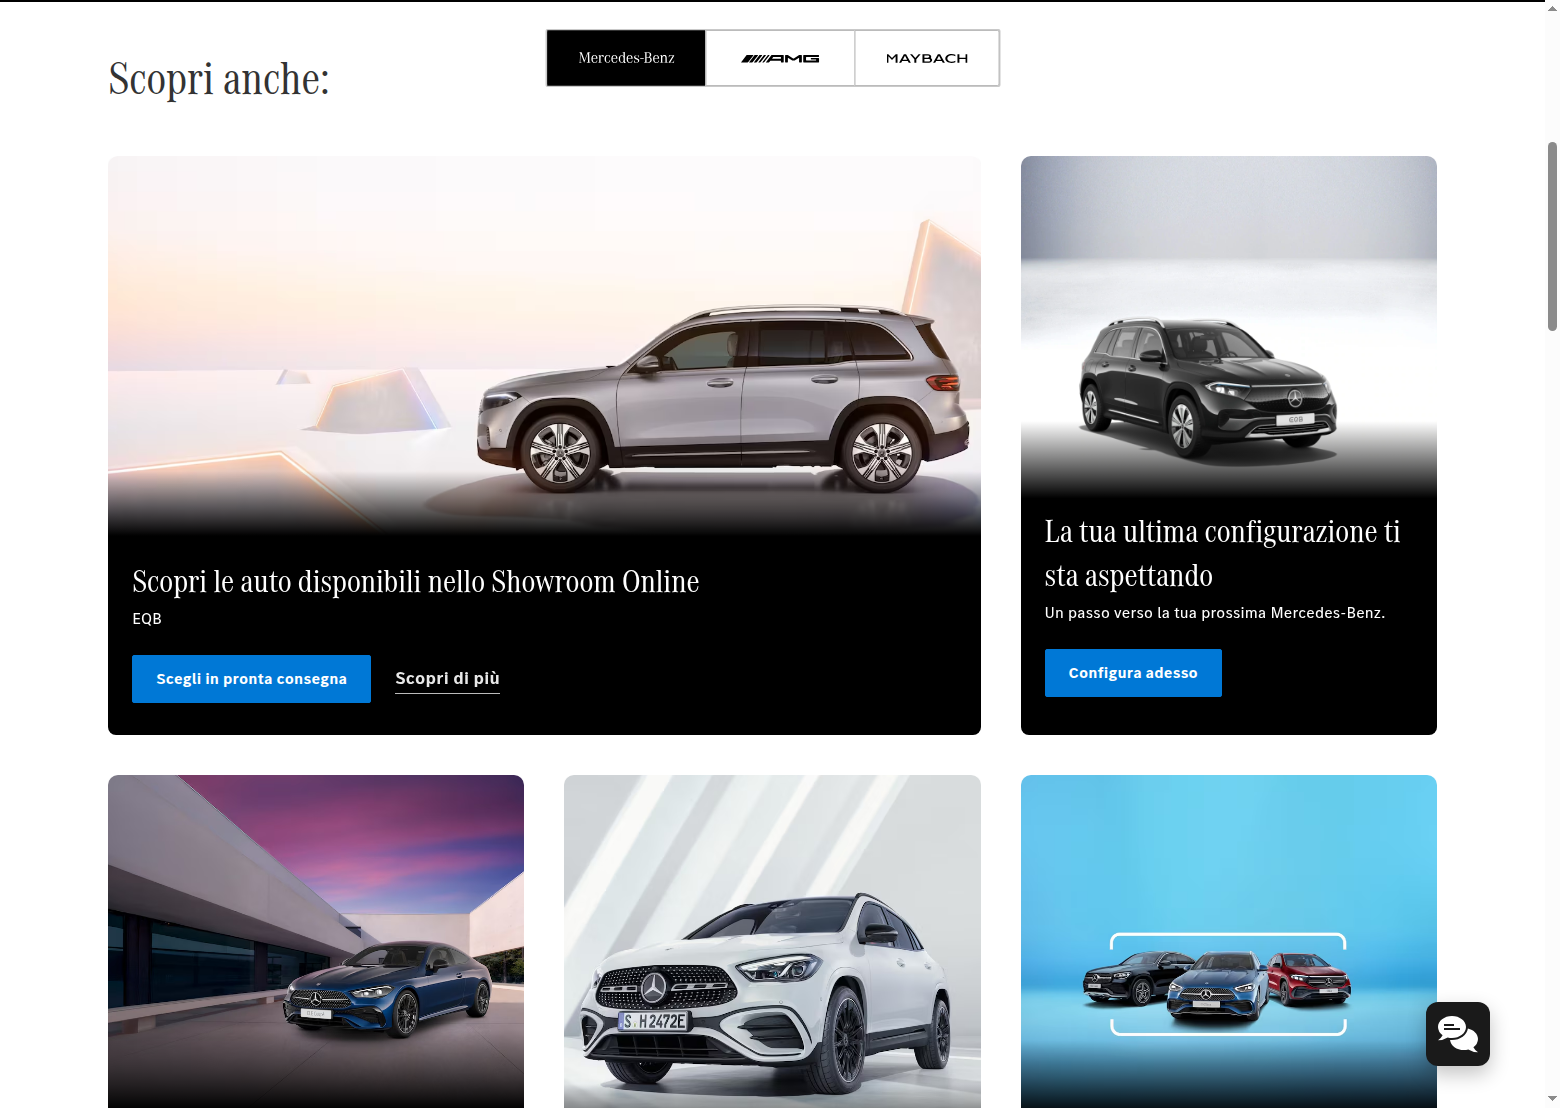 Scopri anche:
Mercedes-Benz
AMG
MAYBACH
Scopri le auto disponibili nello Showroom Online
EQB
Scegli in pronta consegna
Scopri di più
EQB
La tua ultima configurazione ti
sta aspettando
Un passo verso la tua prossima Mercedes-Benz.
Configura adesso
S H 2472E